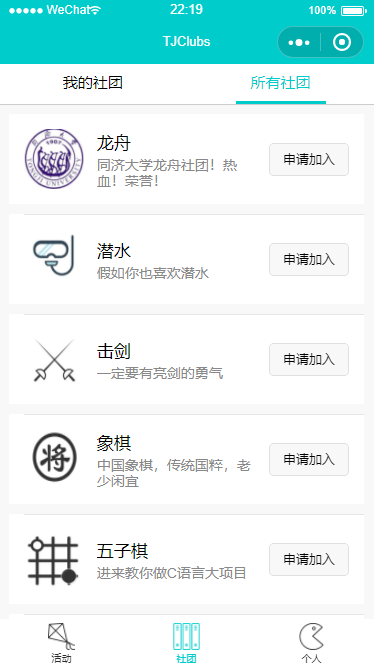 WeChat 22:19 100%
TJClubs
我的社团 所有社团
龙舟
同济大学龙舟社团！热
血！荣誉！
申请加入
1907
TONGJI UNIVERSITY
潜水
假如你也喜欢潜水
申请加入
击剑
一定要有亮剑的勇气
申请加入
将
象棋
中国象棋，传统国粹，老
少闲宜
申请加入
五子棋
进来教你做C语言大项目
申请加入
活动 社团 个人